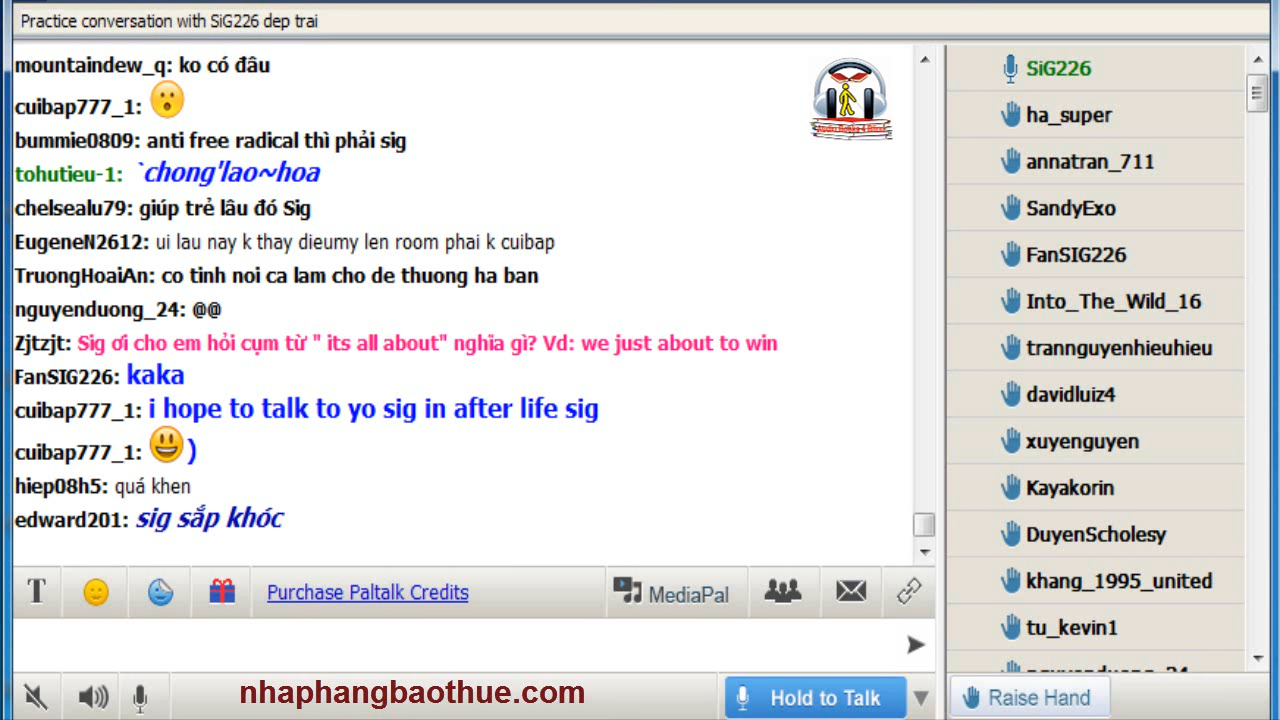 Practice conversation with SiG226 dep trai
mountaindew_q: ko có đâu
cuibap777_1:
bummie0809: anti free radical thì phải sig
tohutieu-1: `chong'lao~hoa
chelsealu79: giúp trẻ lâu đó Sig
EugeneN2612: ui lau nay k thay dieumy len room phai k cuibap
TruongHoaiAn: co tinh noi ca lam cho de thuong ha ban
nguyenduong_24: @@
Zjtzjt: Sig ơi cho em hỏi cụm từ " its all about" nghĩa gì? Vd: we just about to win
FanSIG226: kaka
cuibap777_1: i hope to talk to yo sig in after life sig
cuibap777_1: )
hiep08h5: quá khen
edward201: sig sắp khóc
Audio Books 4 Blind
T
Purchase Paltalk Credits
MediaPal
nhaphangbaothue.com
Hold to Talk
SiG226
ha_super
annatran_711
SandyExo
FanSIG226
Into_The_Wild_16
trannguyenhieuhieu
davidluiz4
xuyenguyen
Kayakorin
DuyenScholesy
khang_1995_united
tu_kevin1
nguyenduong_24
Raise Hand